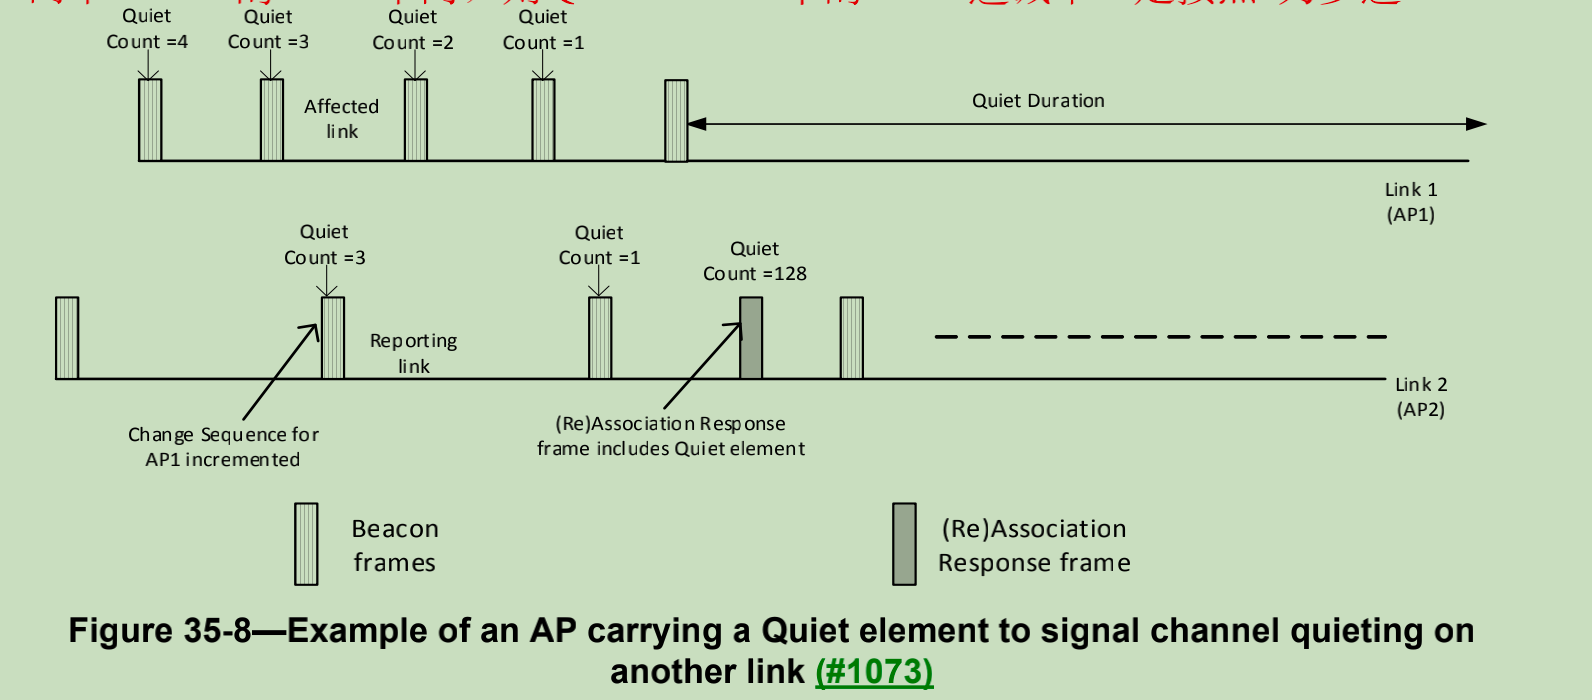 Quiet
Count =4
Quiet
Count =3
Quiet
Count =2
Quiet
Count =1
Affected
link
Quiet Duration
Link 1
(AP1)
Quiet
Count =3
Quiet
Count =1
Quiet
Count =128
Reporting
link
Link 2
(AP2)
Change Sequence for
AP1 incremented
(Re)Association Response
frame includes Quiet element
Beacon
frames
(Re)Association
Response frame
Figure 35-8—Example of an AP carrying a Quiet element to signal channel quieting on
another link (#1073)